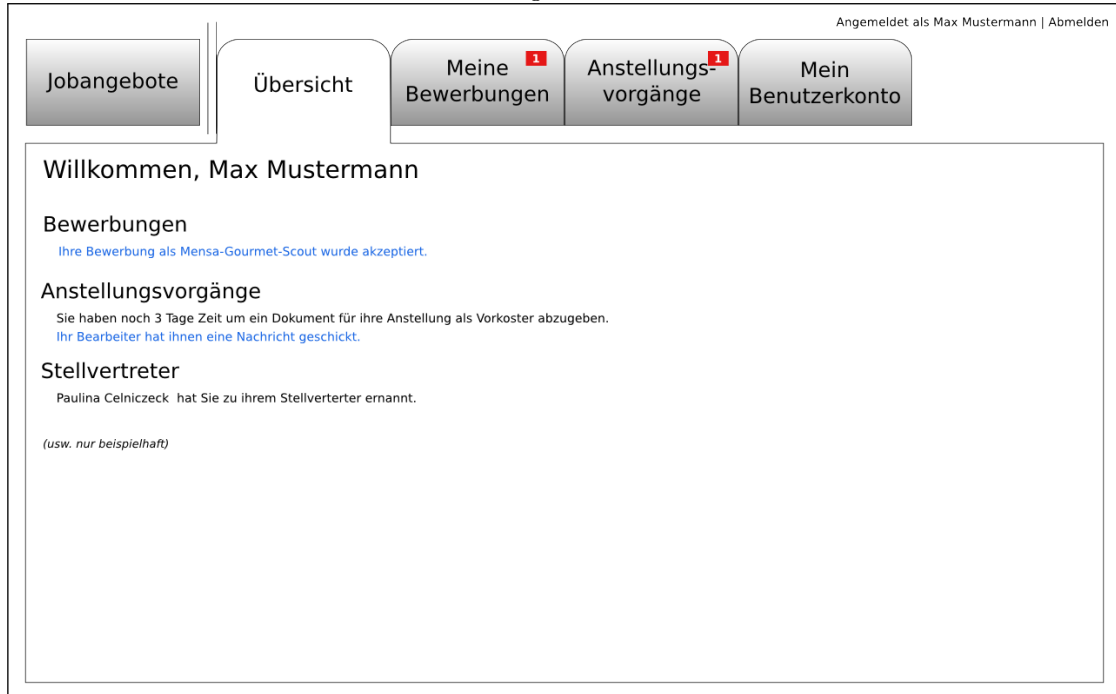 Angemeldet als Max Mustermann | Abmelden
Jobangebote
Übersicht
Meine 1
Bewerbungen
Anstellungs- 1
vorgänge
Mein
Benutzerkonto
Willkommen, Max Mustermann
Bewerbungen
Ihre Bewerbung als Mensa-Gourmet-Scout wurde akzeptiert.
Anstellungsvorgänge
Sie haben noch 3 Tage Zeit um ein Dokument für ihre Anstellung als Vorkoster abzugeben.
Ihr Bearbeiter hat ihnen eine Nachricht geschickt.
Stellvertreter
Paulina Celniczeck hat Sie zu ihrem Stellverterter ernannt.
(usw. nur beispielhaft)